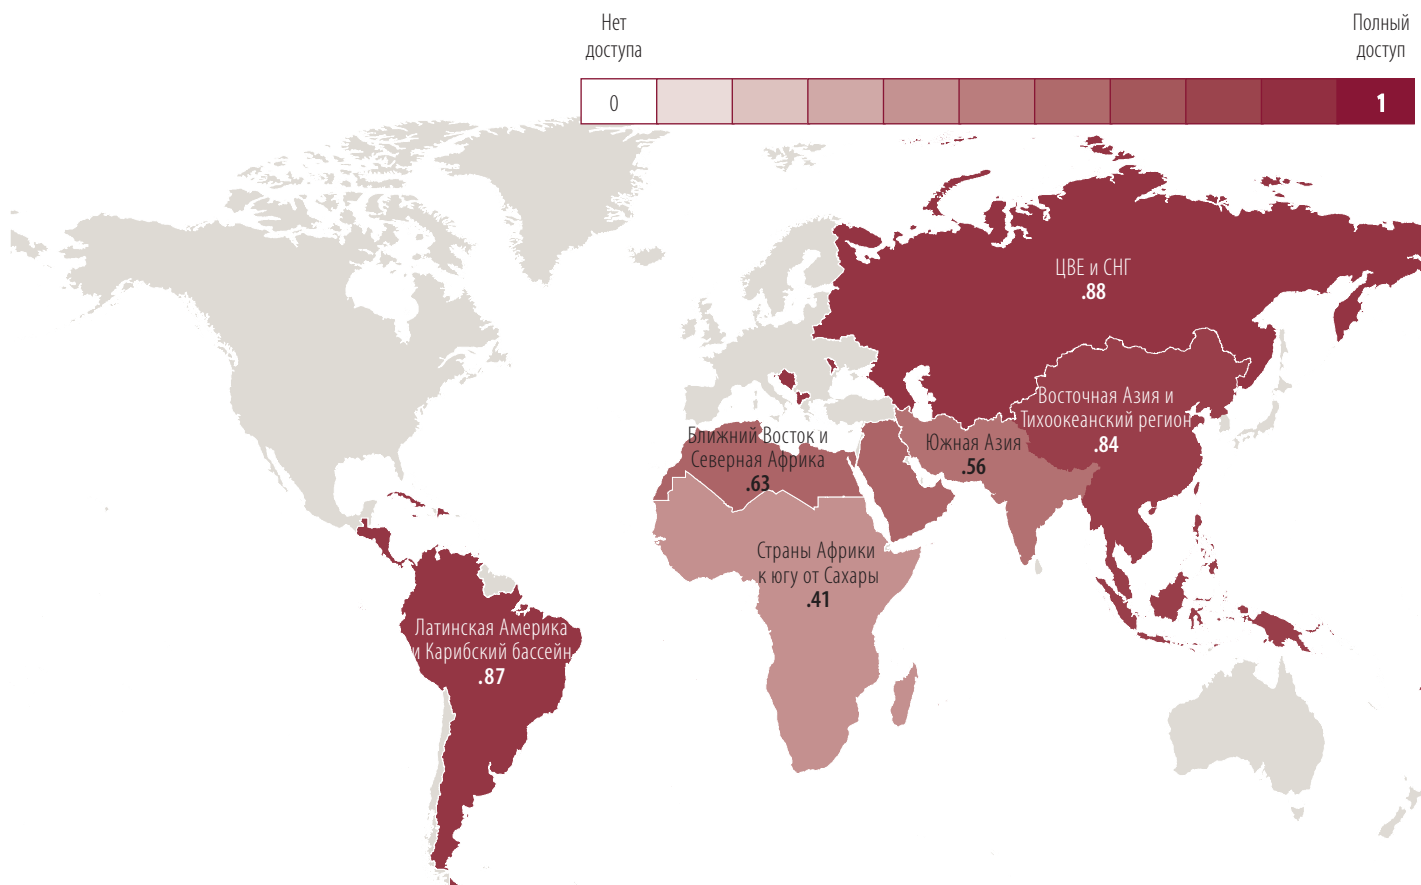 Нет
доступа
Полный
доступ
0
1
ЦВЕ и СНГ
.88
Восточная Азия и
Тихоокеанский регион
.84
Ближний Восток и
Северная Африка
.63
Южная Азия
.56
Страны Африки
к югу от Сахары
.41
Латинская Америка
и Карибский бассейн
.87